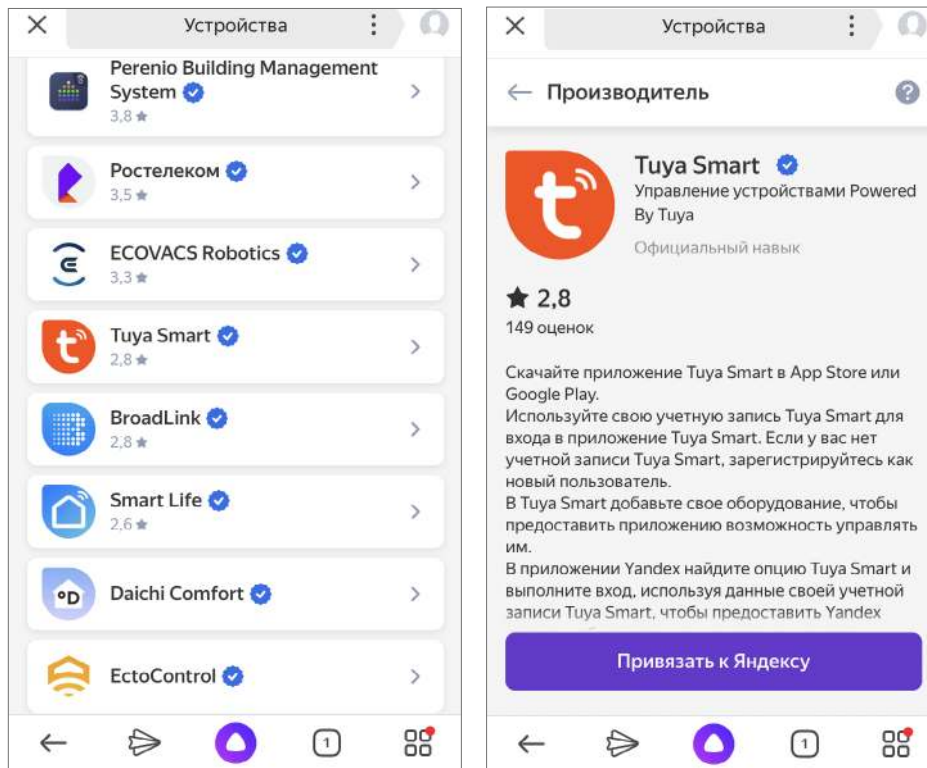 Устройства
Perenio Building Management
System
3,8 ★
Ростелеком
3,5 ★
ECOVACS Robotics
3,3 ★
Tuya Smart
2,8 ★
BroadLink
2,8 ★
Smart Life
2,6 ★
Daichi Comfort
EctoControl
1
Устройства
Производитель
?
Tuya Smart
Управление устройствами Powered
By Tuya
Официальный навык
★ 2,8
149 оценок
Скачайте приложение Tuya Smart в App Store или
Google Play.
Используйте свою учетную запись Tuya Smart для
входа в приложение Tuya Smart. Если у вас нет
учетной записи Tuya Smart, зарегистрируйтесь как
новый пользователь.
В Tuya Smart добавьте свое оборудование, чтобы
предоставить приложению возможность управлять
им.
В приложении Yandex найдите опцию Tuya Smart и
выполните вход, используя данные своей учетной
записи Tuya Smart, чтобы предоставить Yandex
Привязать к Яндексу
1